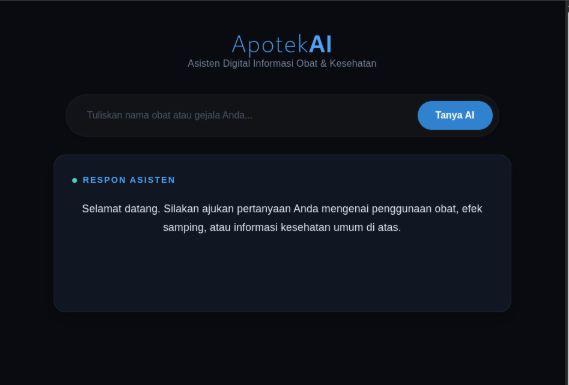 ApotekAI
Asisten Digital Informasi Obat & Kesehatan
Tuliskan nama obat atau gejala Anda...
Tanya AI
RESPON ASISTEN
Selamat datang. Silakan ajukan pertanyaan Anda mengenai penggunaan obat, efek
samping, atau informasi kesehatan umum di atas.